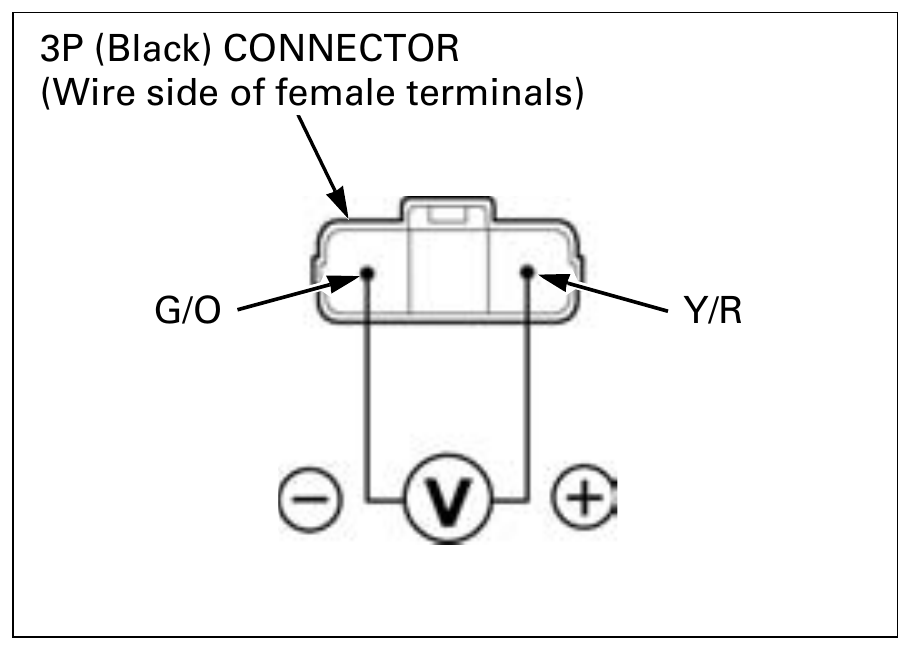 3P (Black) CONNECTOR
(Wire side of female terminals)
G/O
Y/R
− V +